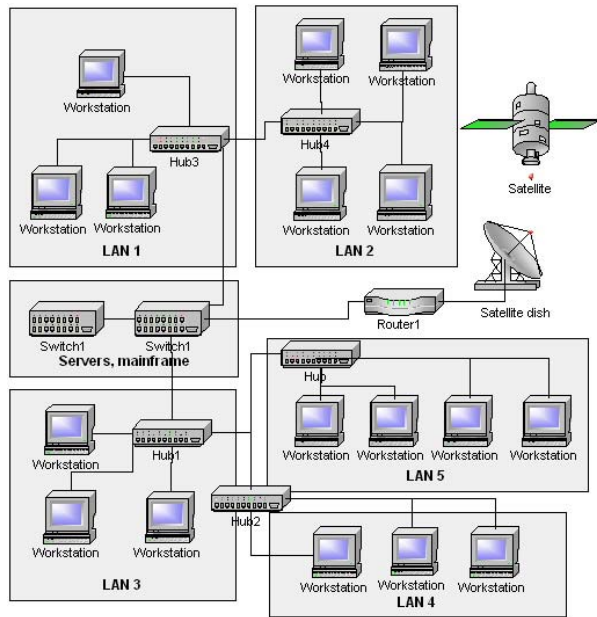 Workstation
Hub3
Workstation
Workstation
LAN 1
Workstation
Workstation
Hub4
Workstation
Workstation
LAN 2
Satellite
Satellite dish
Router1
Switch1
Switch1
Servers, mainframe
Workstation
Hub1
Workstation
Workstation
LAN 3
Hub
Workstation
Workstation
Workstation
Workstation
LAN 5
Hub2
Workstation
Workstation
Workstation
LAN 4